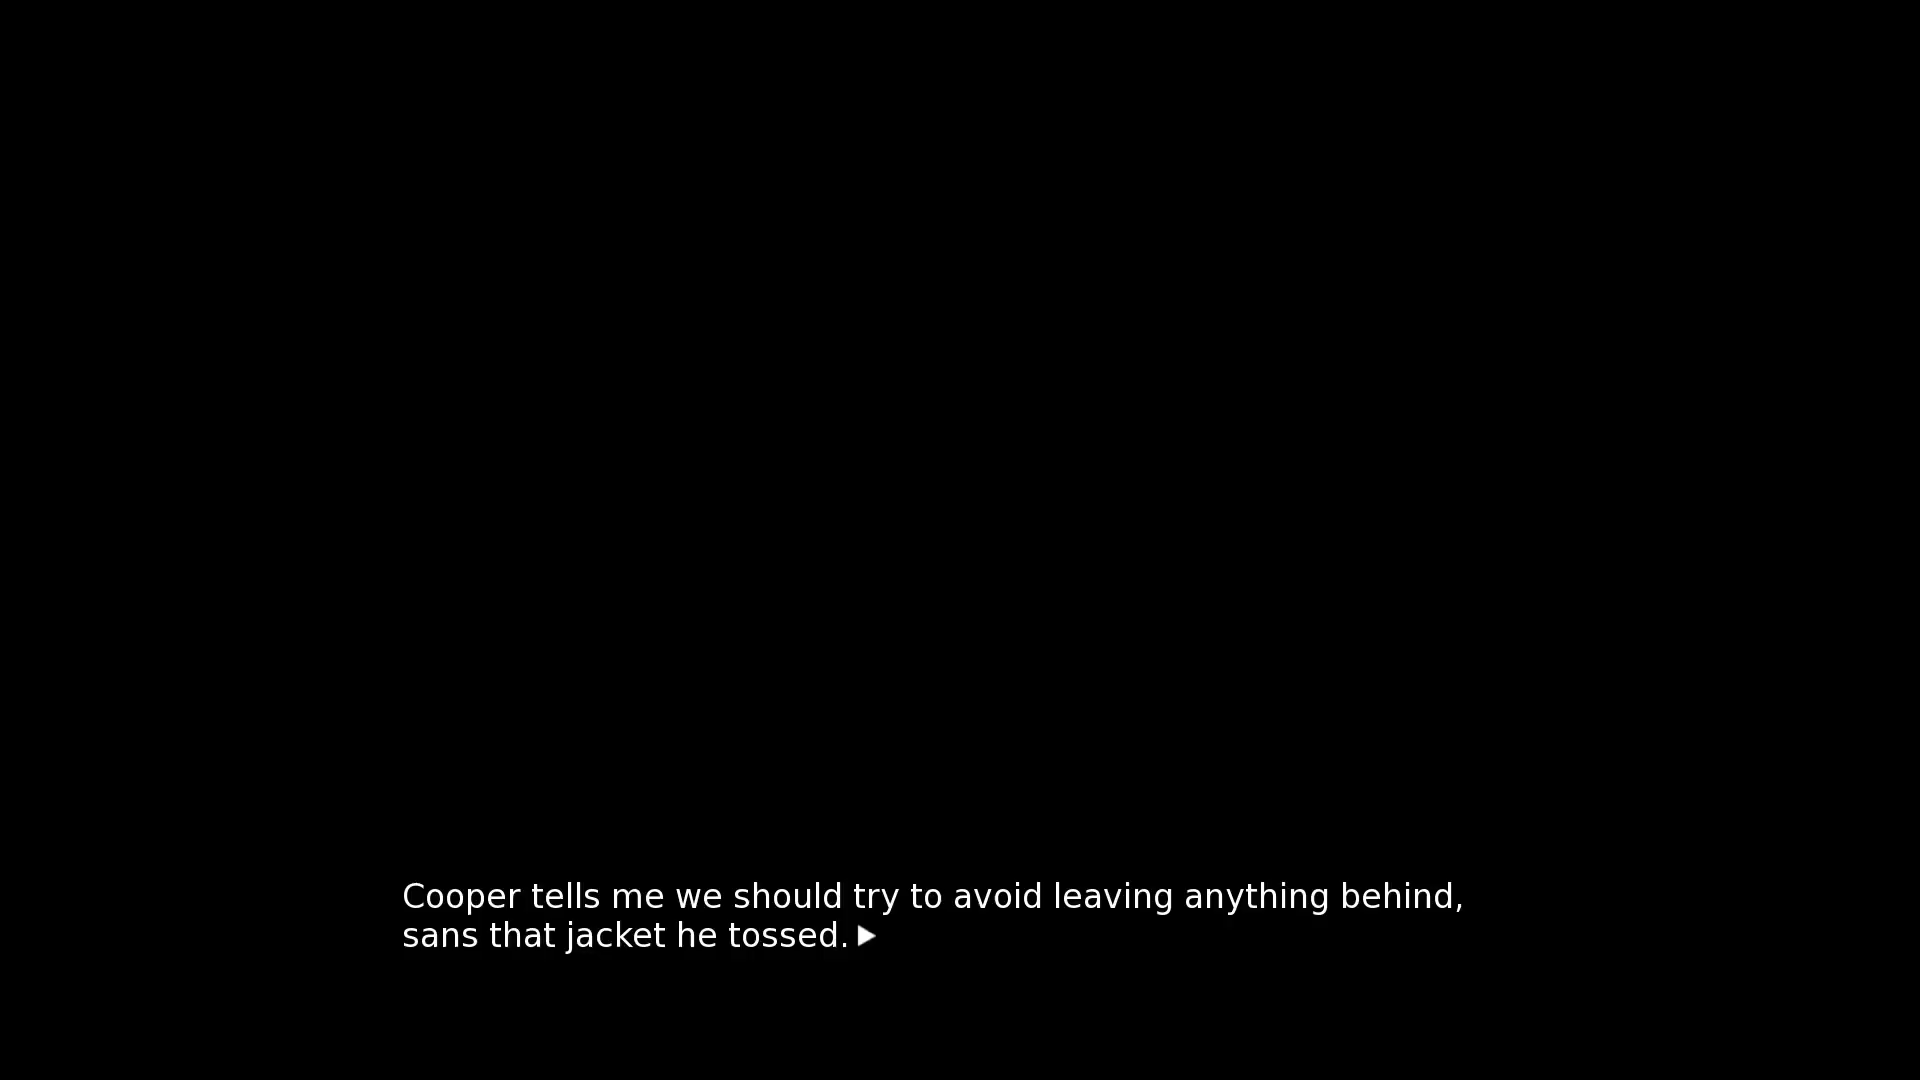 Cooper tells me we should try to avoid leaving anything behind,
sans that jacket he tossed.